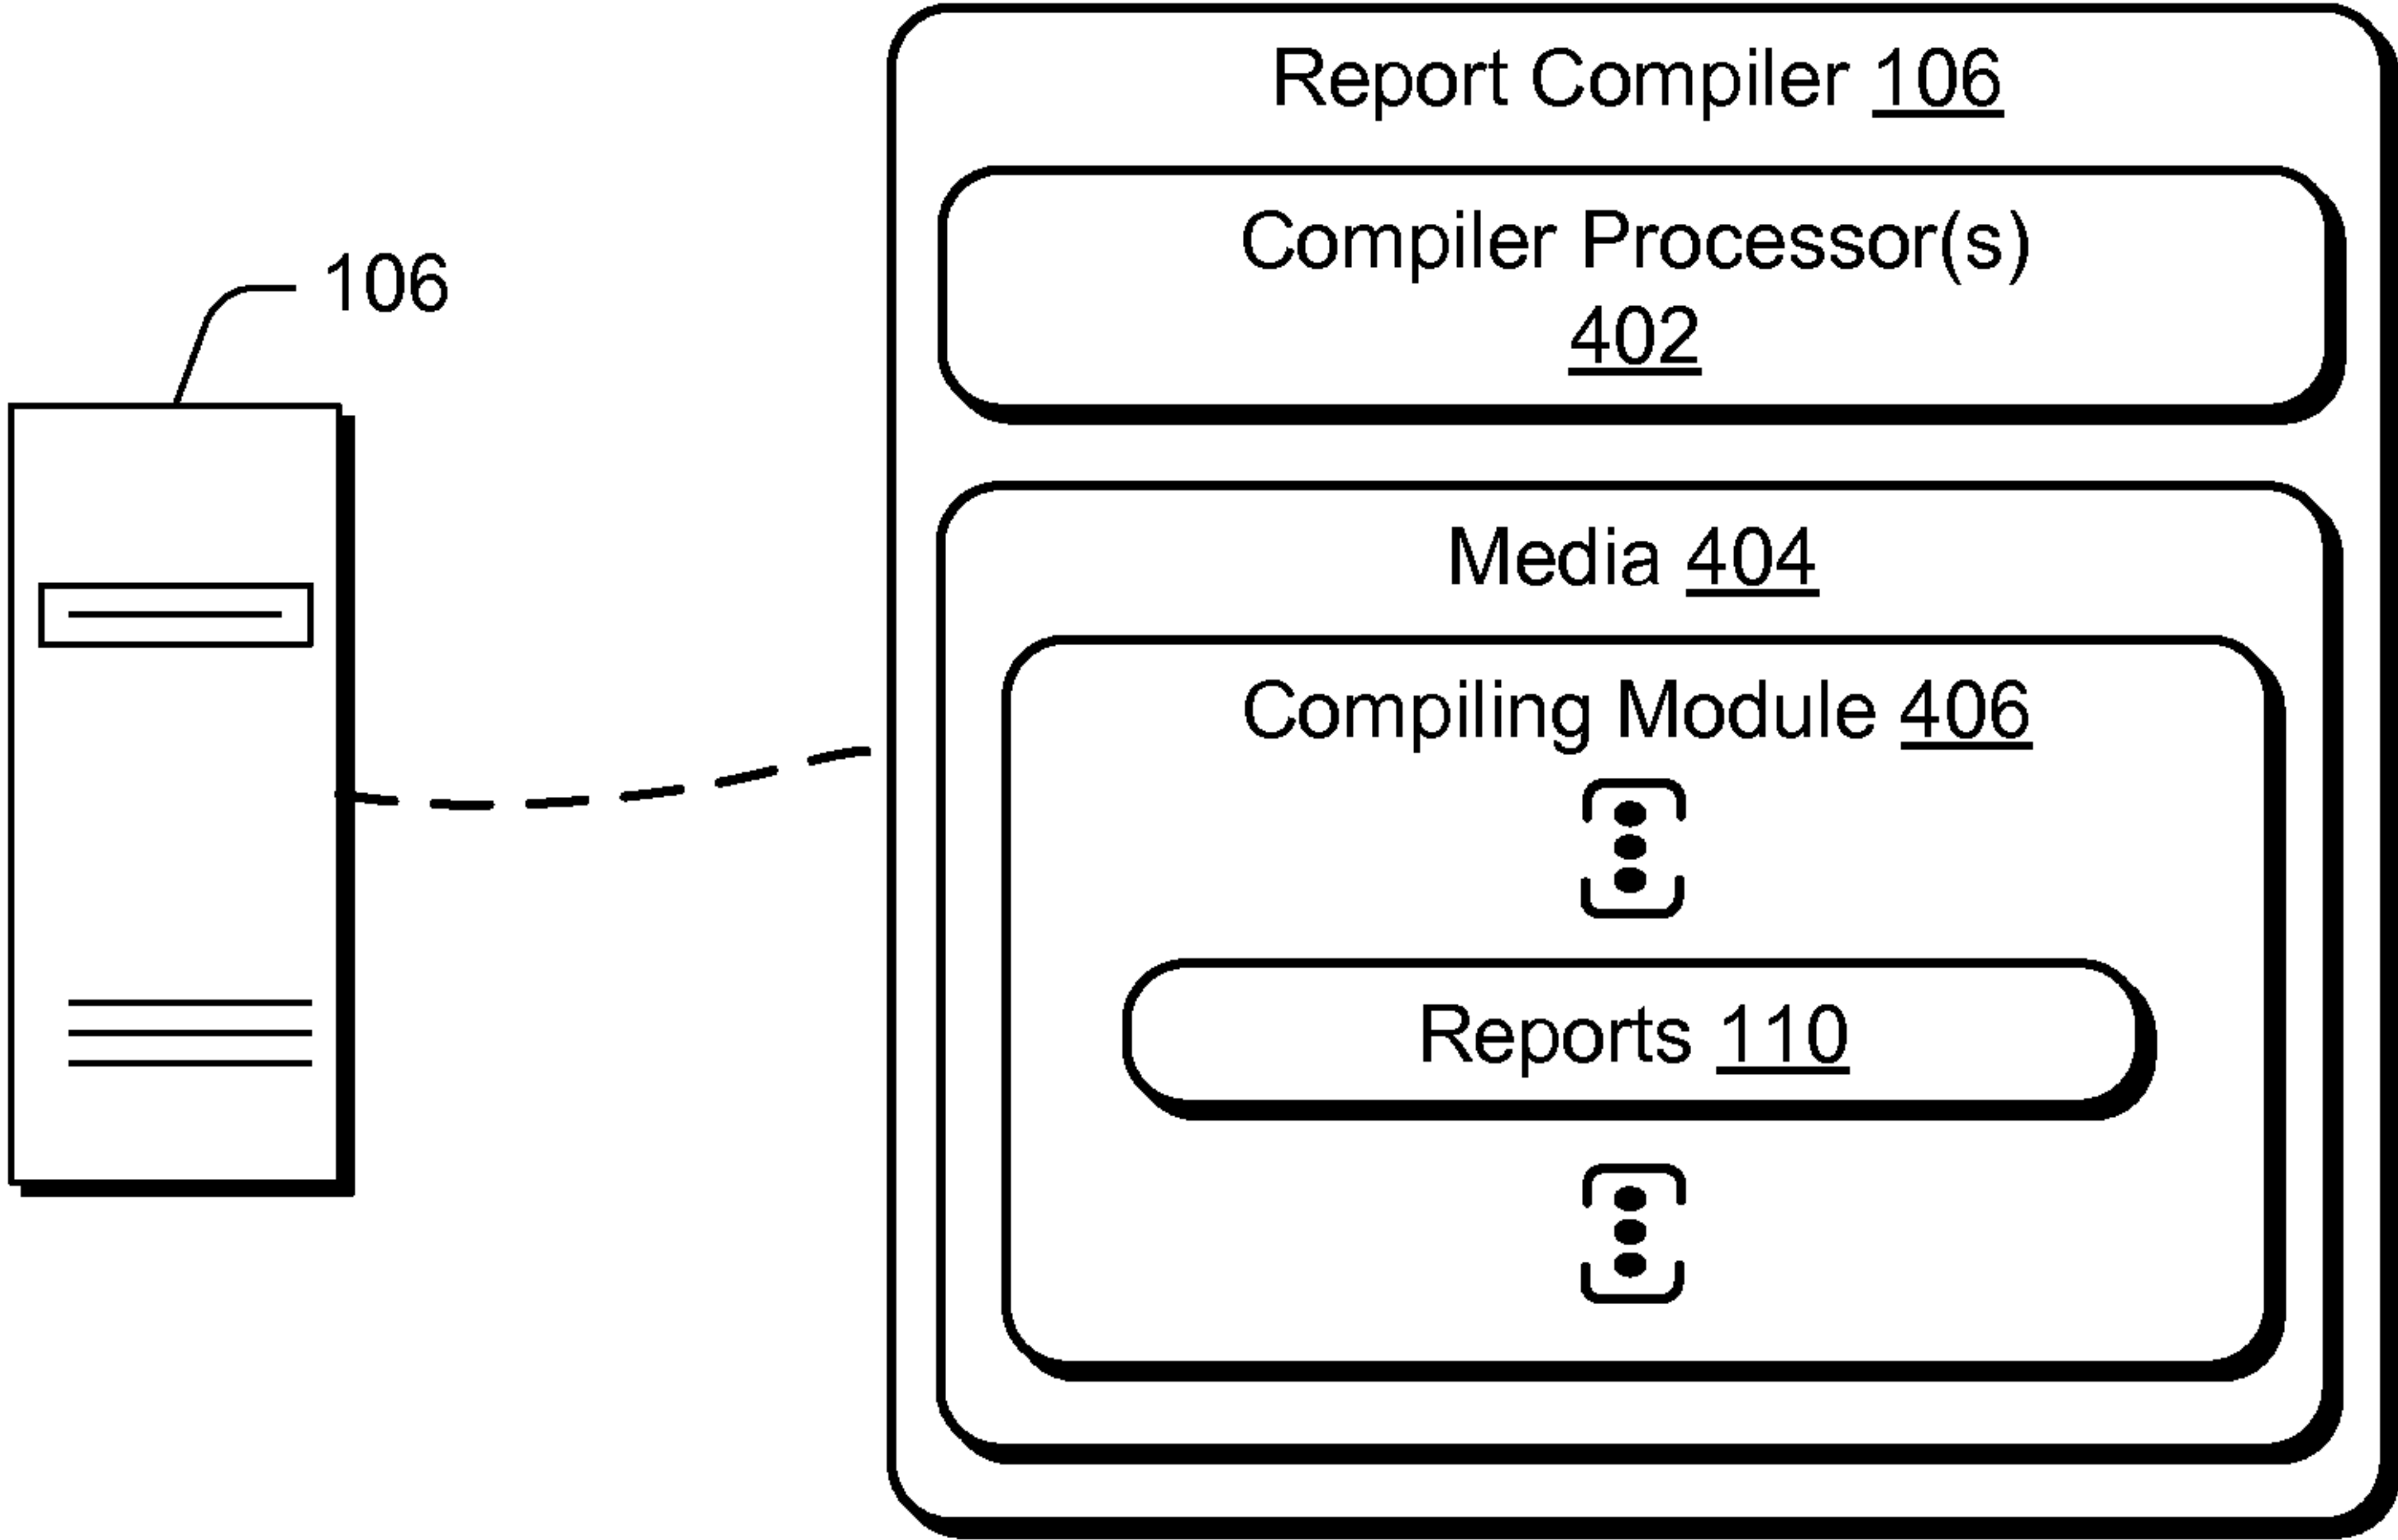 Report Compiler 106
Compiler Processor(s)
402
106
Media 404
Compiling Module 406
Reports 110